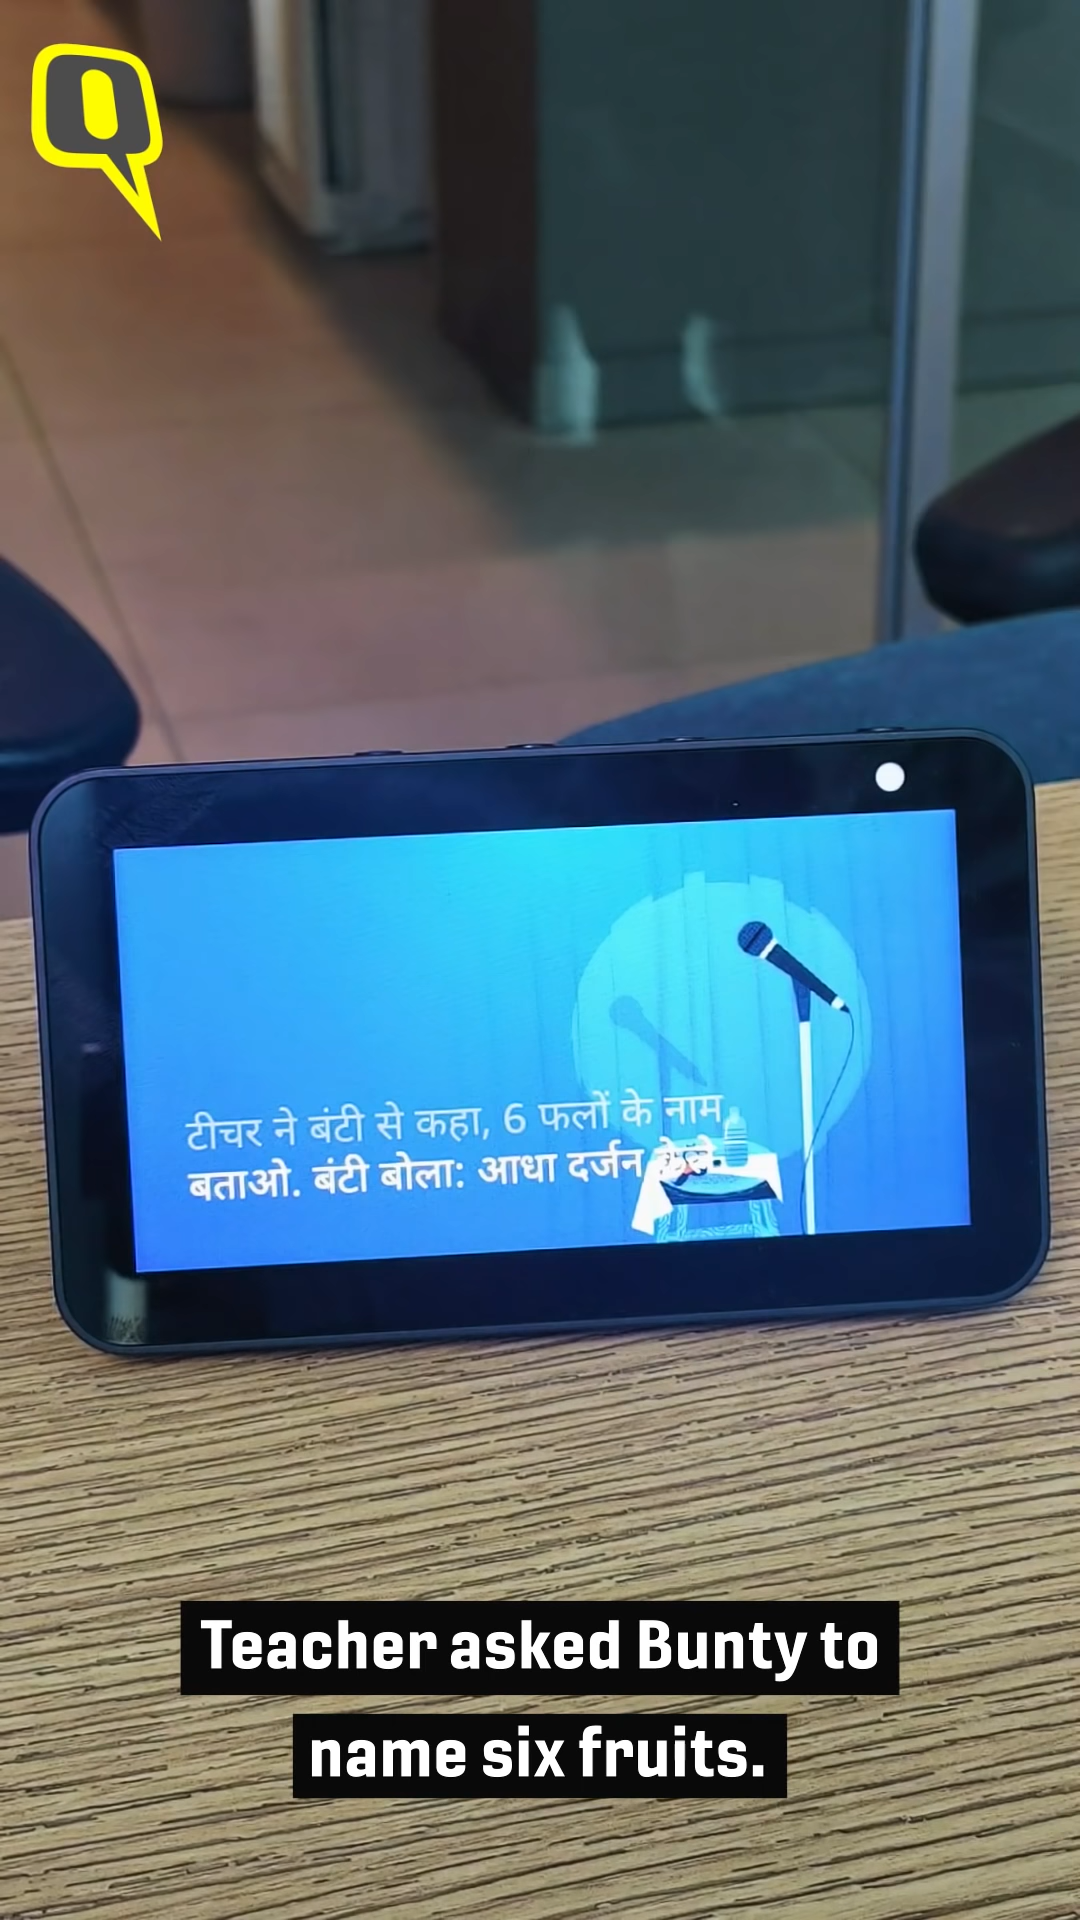 Q
टीचर ने बंटी से कहा, 6 फलों के नाम
बताओ. बंटी बोला: आधा दर्जन केले.
Teacher asked Bunty to
name six fruits.